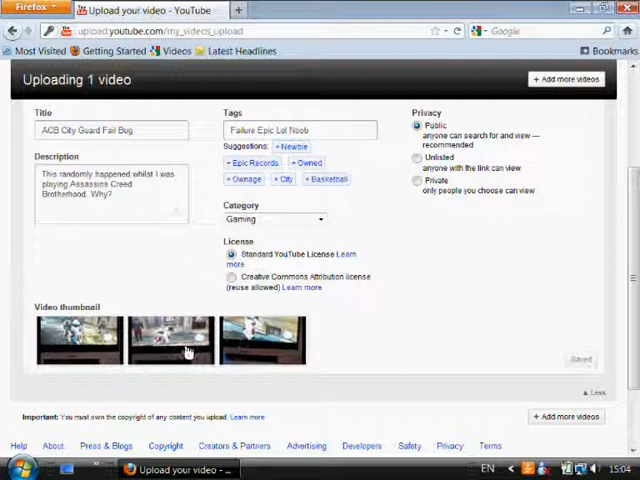 Firefox
Upload your video - YouTube
+
upload.youtube.com/my_videos_upload
Google
Most Visited Getting Started Videos Latest Headlines Bookmarks
Uploading 1 video
+ Add more videos
Title
ACB City Guard Fail Bug
Description
This randomly happened whilst I was
playing Assassins Creed
Brotherhood. Why?
Tags
Failure Epic Lol Noob
Suggestions: + Newbie
+ Epic Records + Owned
+ Ownage + City + Basketball
Category
Gaming
License
Standard YouTube License Learn
more
Creative Commons Attribution license
(reuse allowed) Learn more
Privacy
Public
anyone can search for and view —
recommended
Unlisted
anyone with the link can view
Private
only people you choose can view
Video thumbnail
Saved
Less
Important: You must own the copyright of any content you upload. Learn more
+ Add more videos
Help About Press & Blogs Copyright Creators & Partners Advertising Developers Safety Privacy Terms
Upload your video - ...
EN
15:04